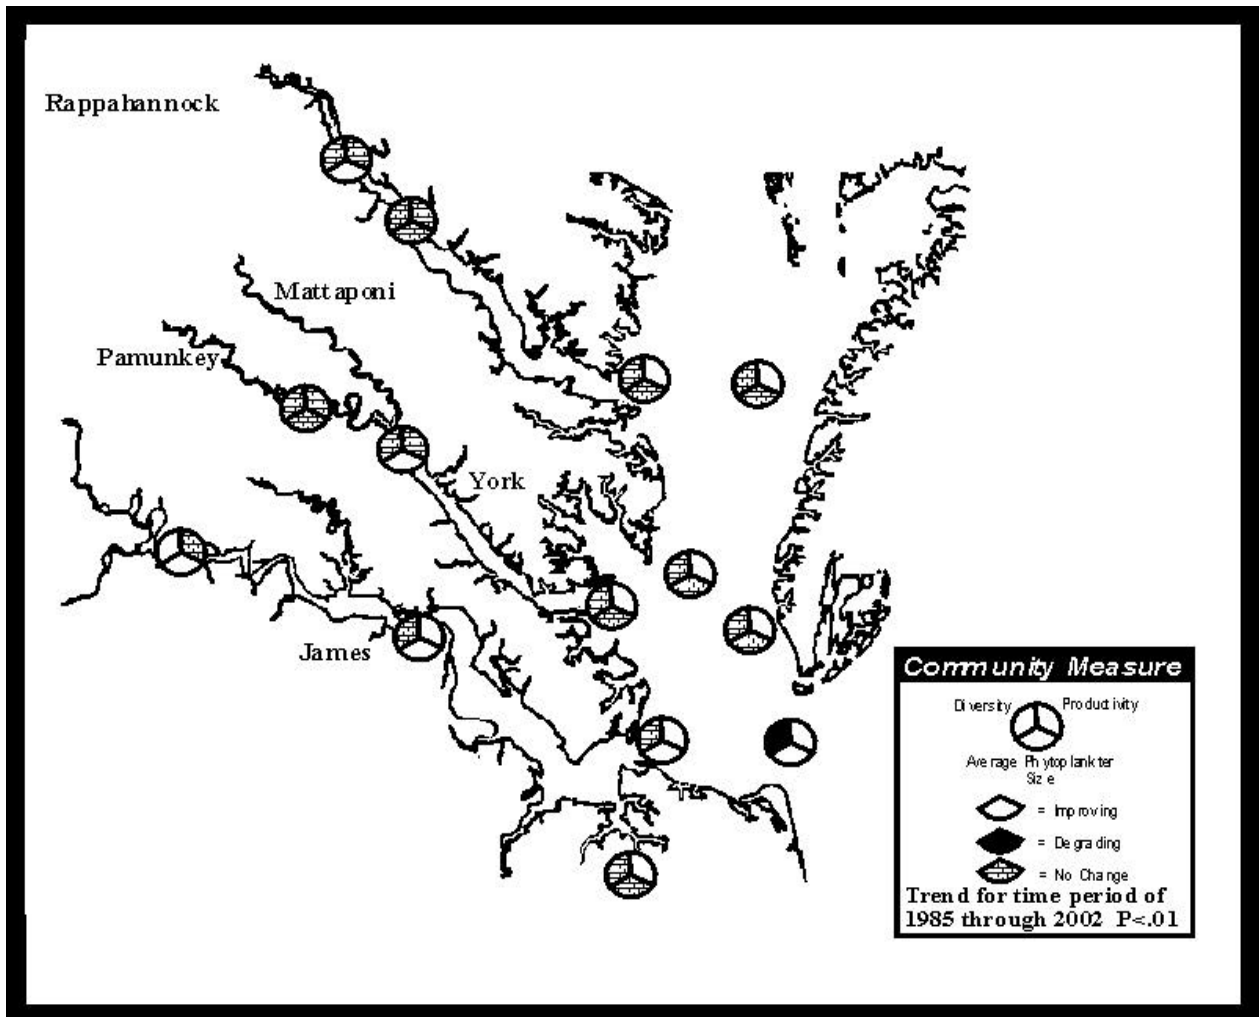 Rappahannock
Mattaponi
Pamunkey
York
James
Community Measure
Diversity Productivity
Average Phytoplankter
Size
= Improving
= Degrading
= No Change
Trend for time period of
1985 through 2002 P<.01